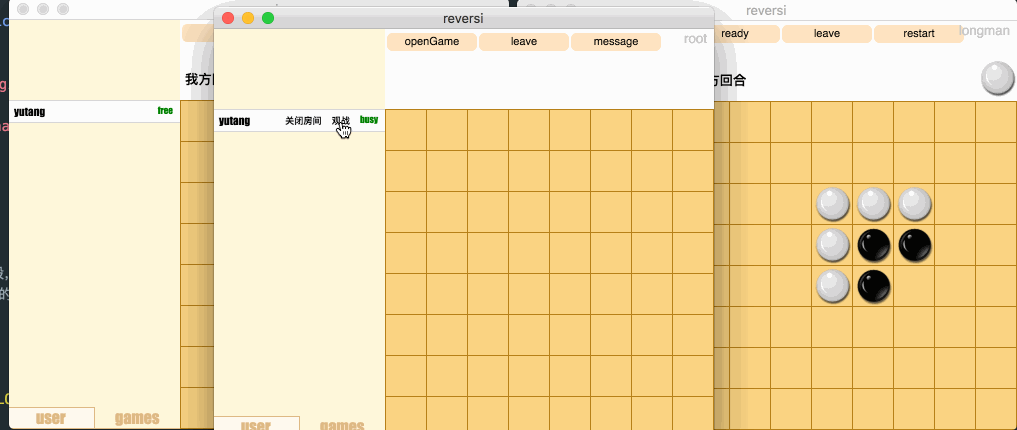 reversi
openGame
leave
message
root
yutang
关闭房间
观战
busy
user
games
我方
yutang
free
user
games
reversi
ready
leave
restart
longman
方回合